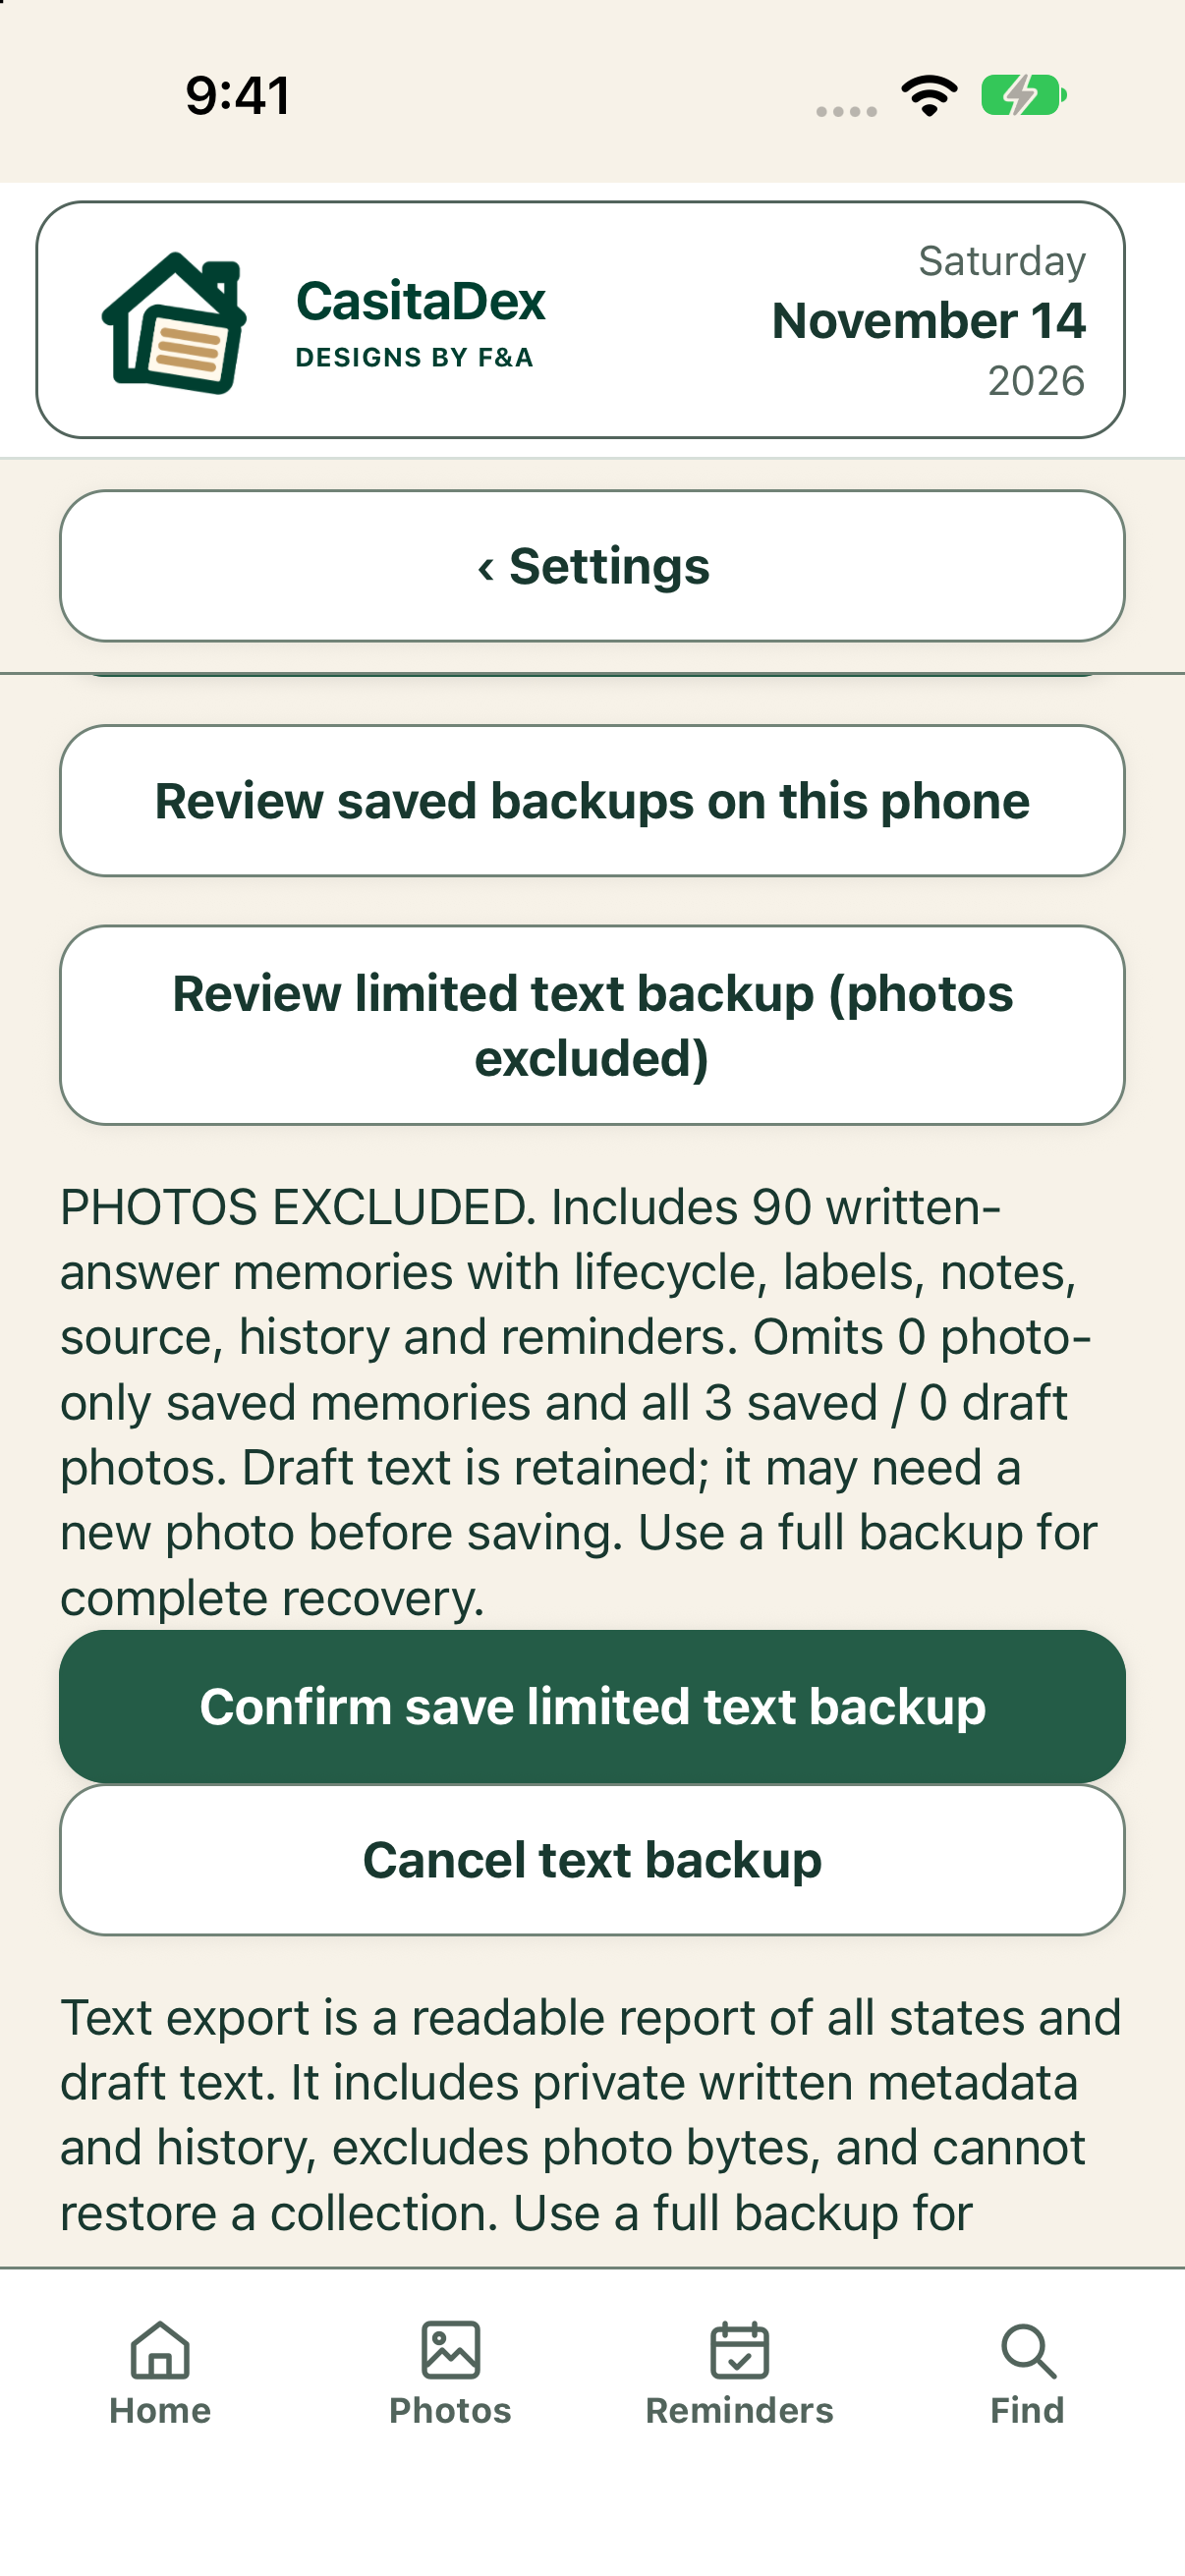 9:41
CasitaDex
DESIGNS BY F&A
Saturday
November 14
2026
‹ Settings
Review saved backups on this phone
Review limited text backup (photos
excluded)
PHOTOS EXCLUDED. Includes 90 written-
answer memories with lifecycle, labels, notes,
source, history and reminders. Omits 0 photo-
only saved memories and all 3 saved / 0 draft
photos. Draft text is retained; it may need a
new photo before saving. Use a full backup for
complete recovery.
Confirm save limited text backup
Cancel text backup
Text export is a readable report of all states and
draft text. It includes private written metadata
and history, excludes photo bytes, and cannot
restore a collection. Use a full backup for
Home
Photos
Reminders
Find